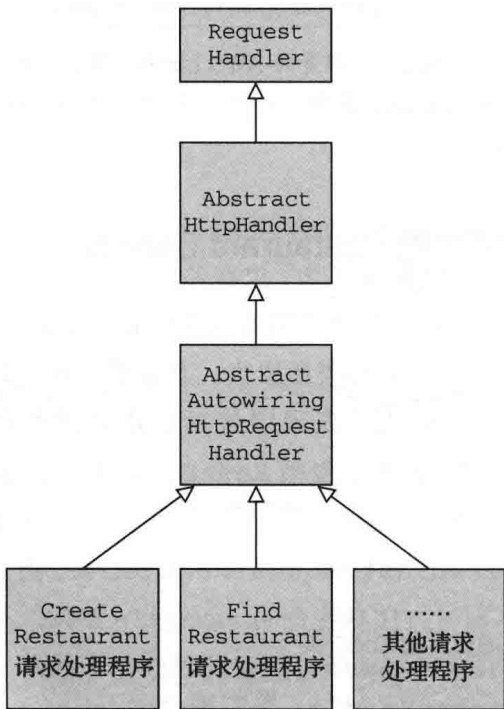 Request
Handler
Abstract
HttpHandler
Abstract
Autowiring
HttpRequest
Handler
Create
Restaurant
请求处理程序
Find
Restaurant
请求处理程序
……
其他请求
处理程序